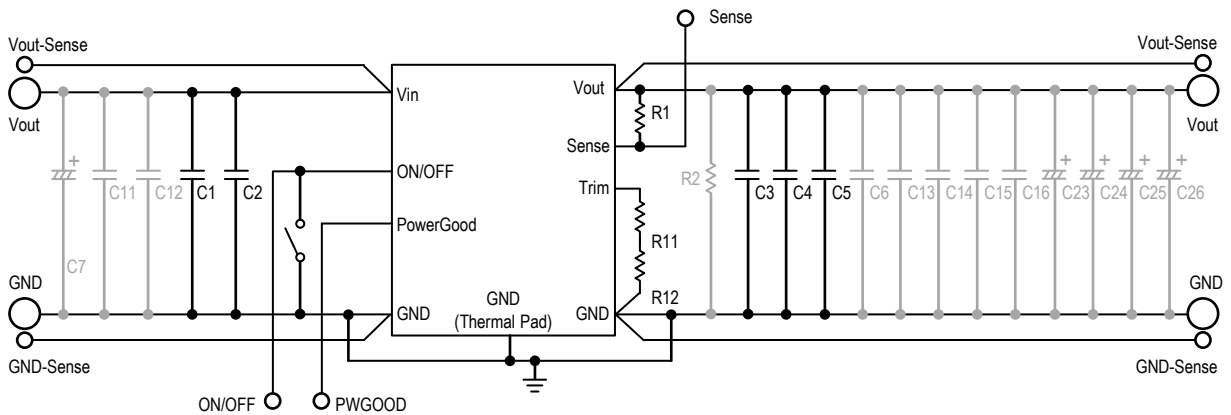 Sense
Vout-Sense
Vout-Sense
Vin
Vout
Vout
Vout
R1
Sense
ON/OFF
Trim
+
C11
C12
C1
C2
R2
C3
C4
C5
C6
C13
C14
C15
C16
+
C23
+
C24
+
C25
+
C26
PowerGood
R11
C7
GND
GND
R12
GND
(Thermal Pad)
GND
GND
GND-Sense
GND-Sense
ON/OFF
PWGOOD